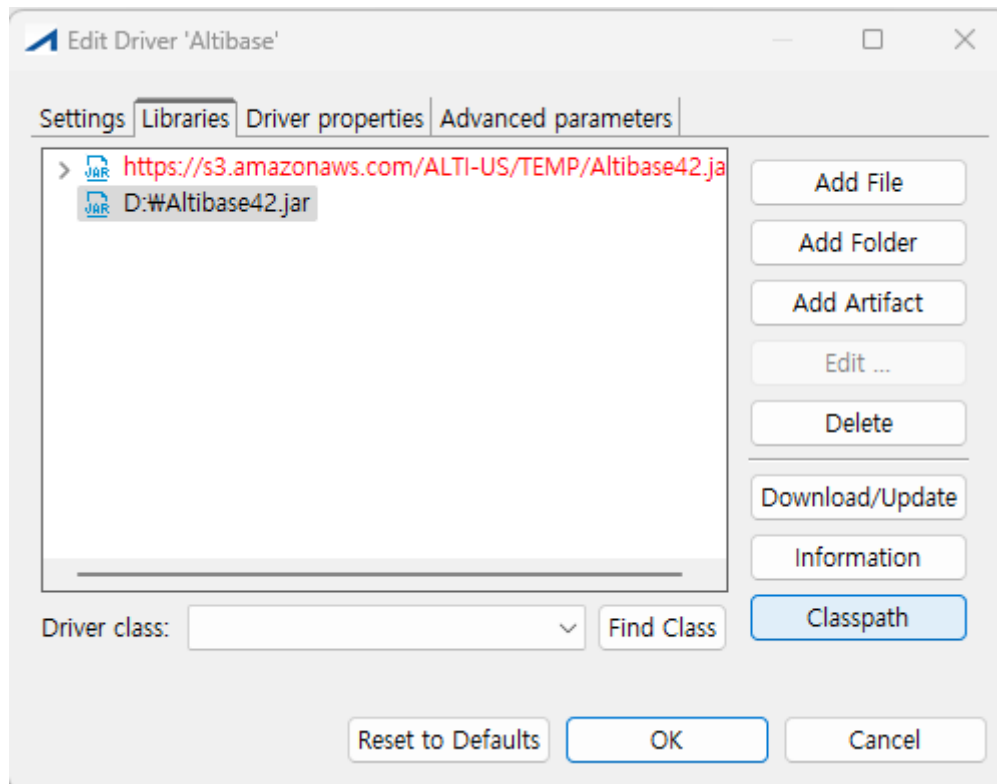 Edit Driver 'Altibase'
Settings Libraries Driver properties Advanced parameters
https://s3.amazonaws.com/ALTI-US/TEMP/Altibase42.ja
D:₩Altibase42.jar
Add File
Add Folder
Add Artifact
Edit ...
Delete
Download/Update
Information
Classpath
Driver class:
Find Class
Reset to Defaults
OK
Cancel